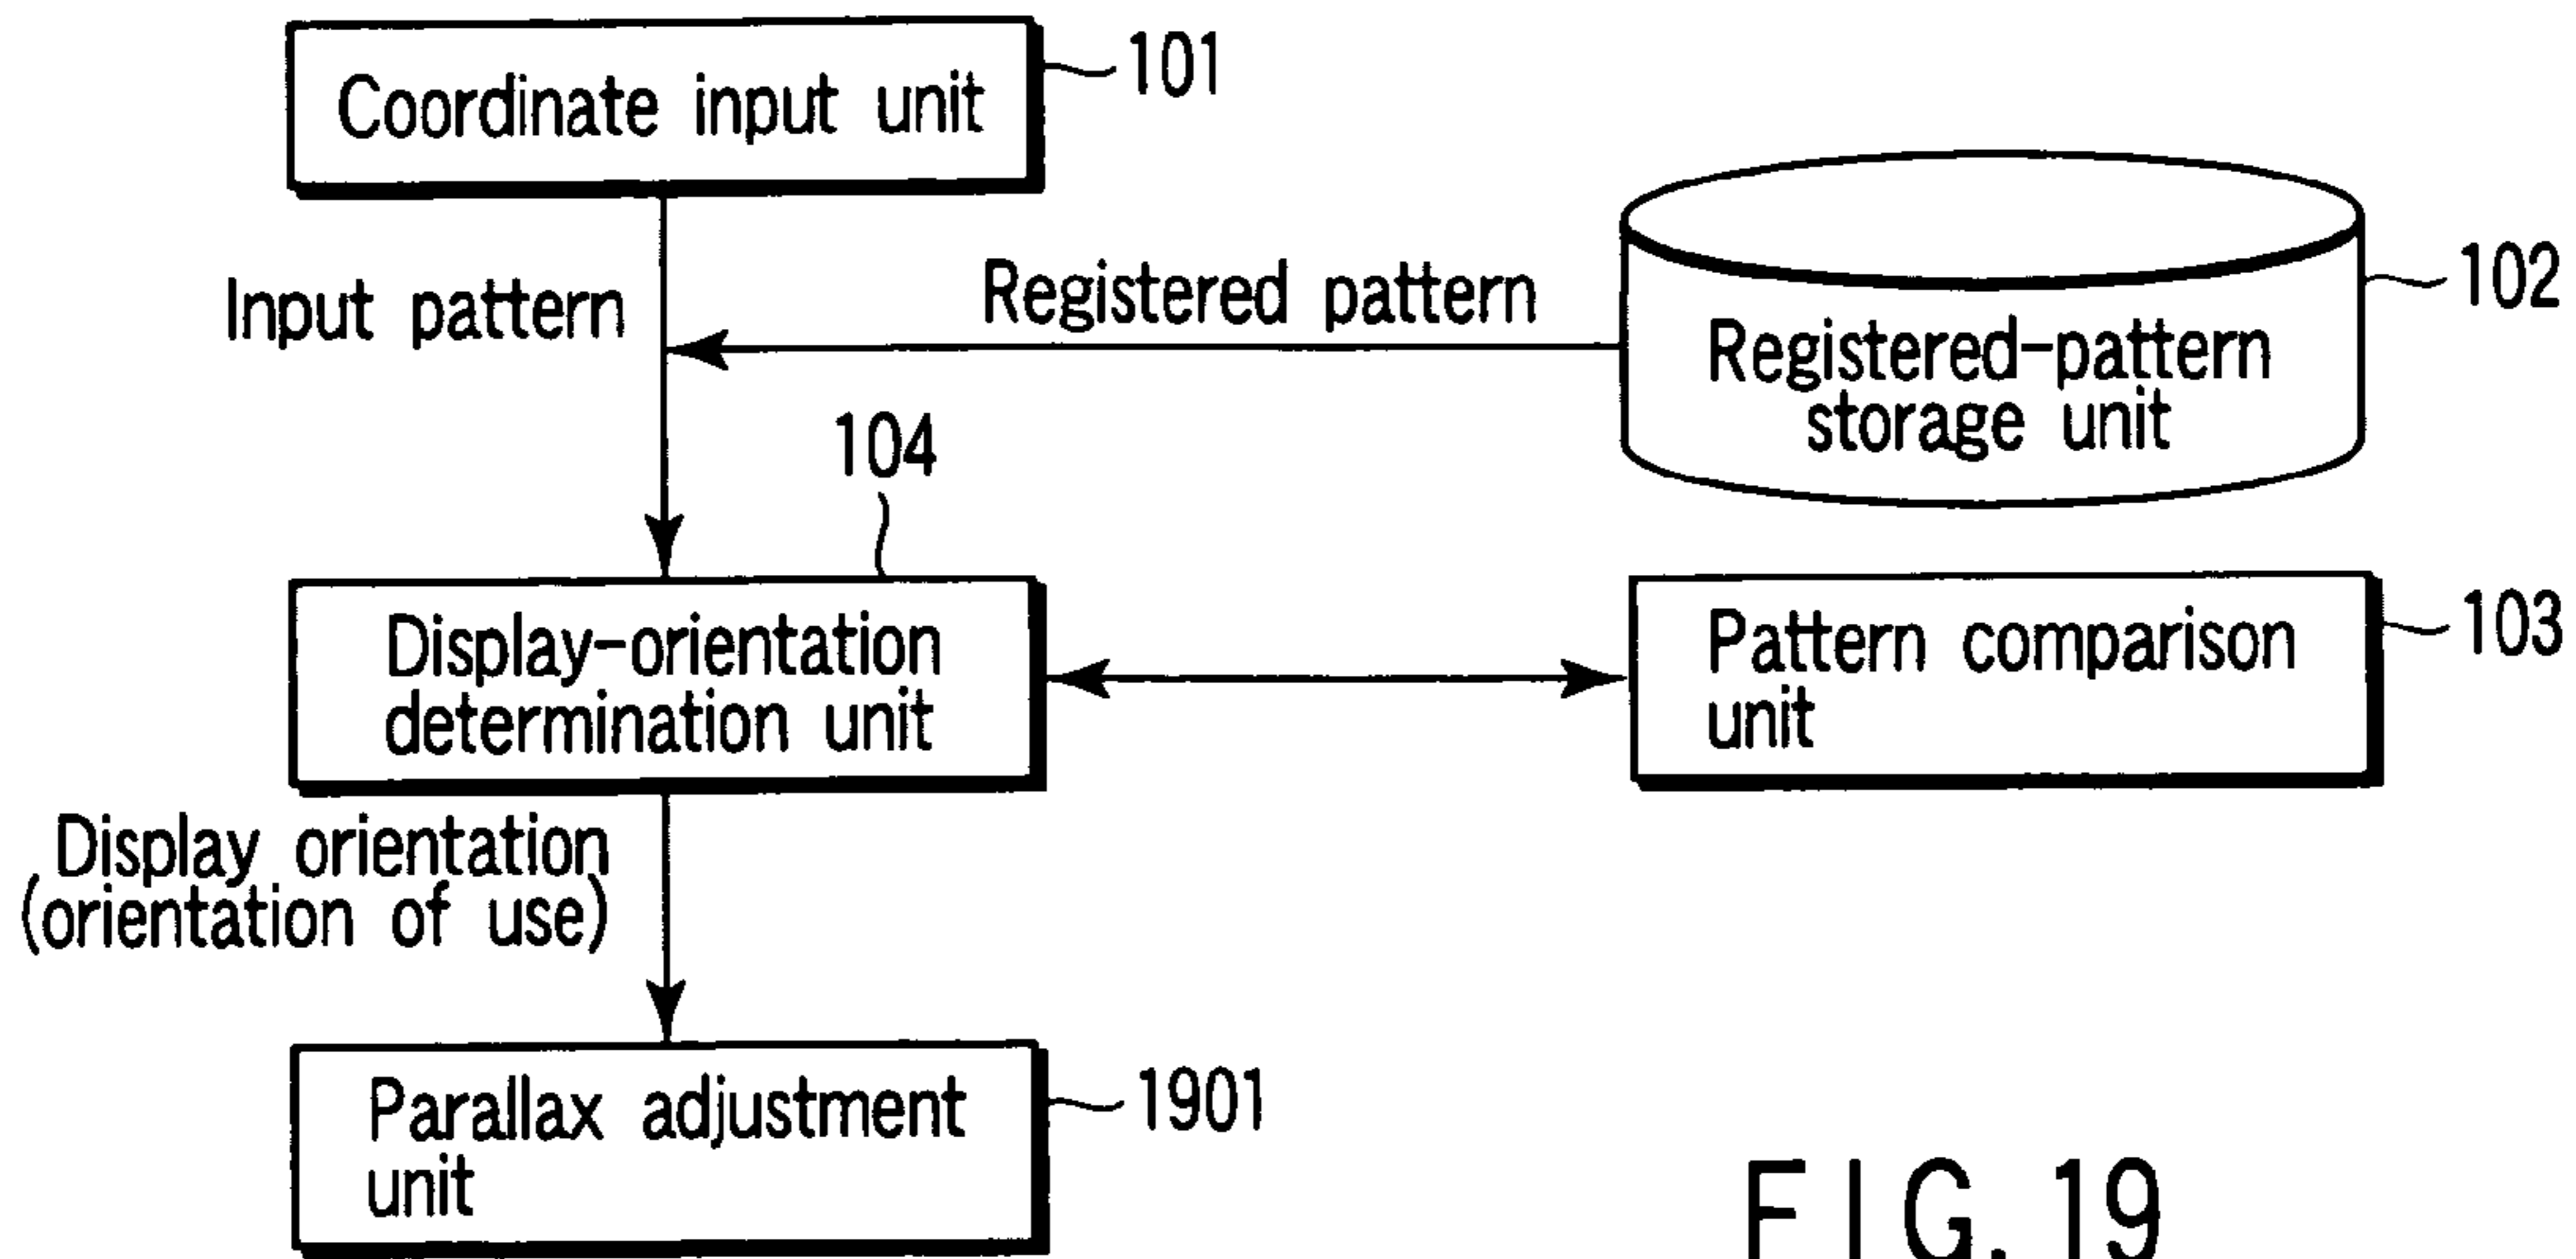 Coordinate input unit
101
Input pattern
Registered pattern
102
Registered-pattern
storage unit
104
Display-orientation
determination unit
Pattern comparison
unit
103
Display orientation
(orientation of use)
Parallax adjustment
unit
1901
FIG. 19